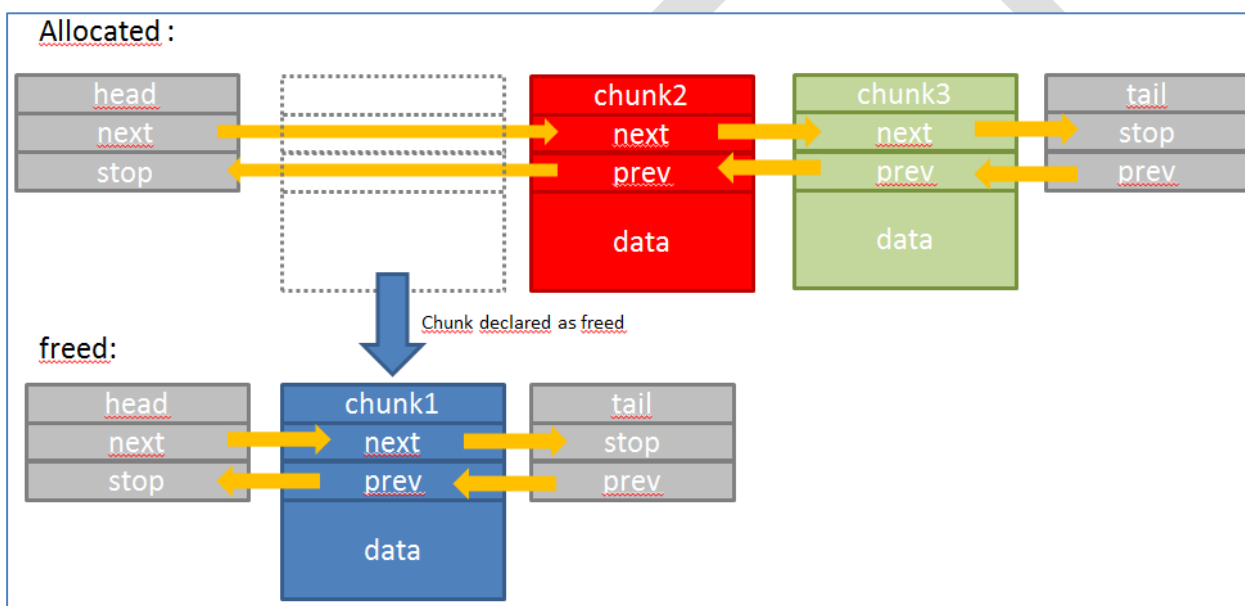 Allocated :
head
next
stop
chunk2
next
prev
data
chunk3
next
prev
data
tail
stop
prev
Chunk declared as freed
freed:
head
next
stop
chunk1
next
prev
data
tail
stop
prev